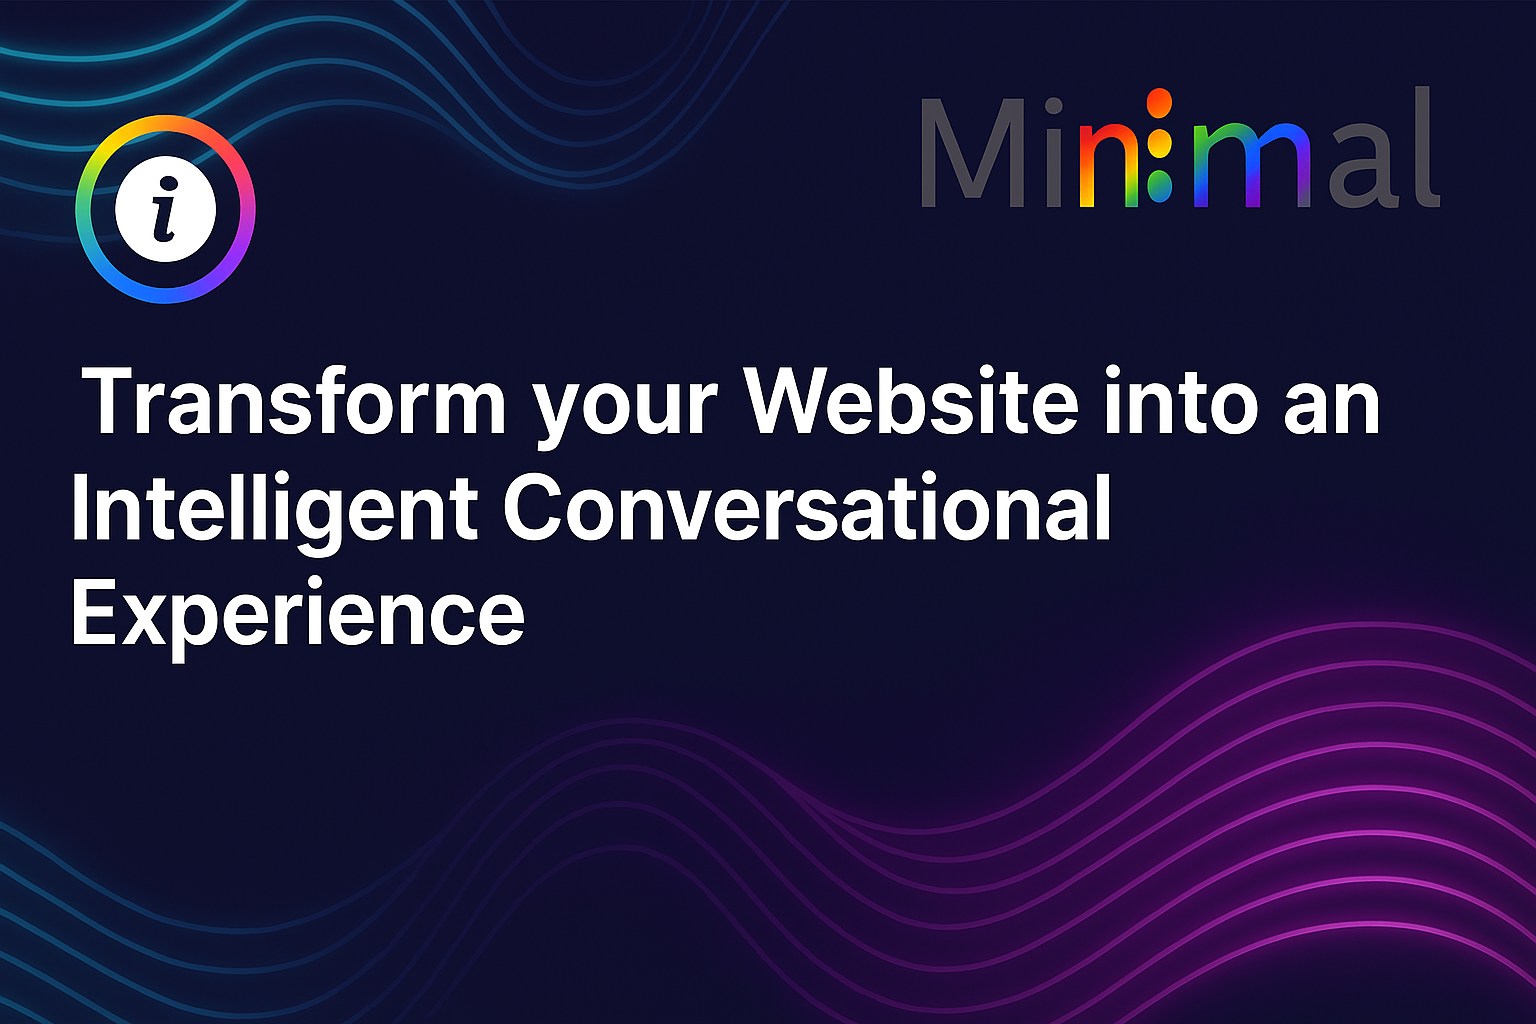 i
Minimal
Transform your Website into an
Intelligent Conversational
Experience